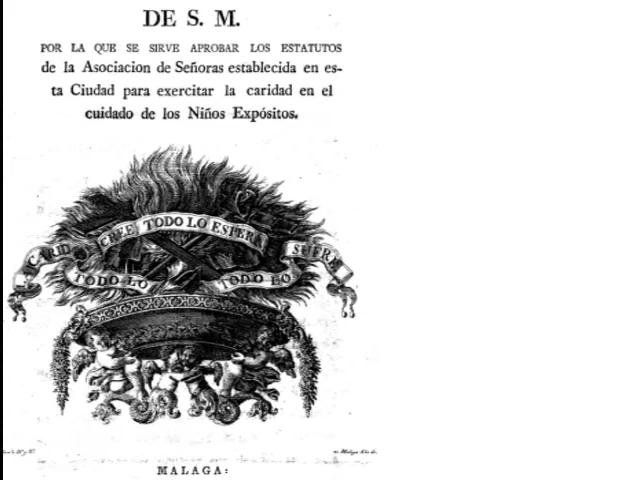 DE S. M.
POR LA QUE SE SIRVE APROBAR LOS ESTATUTOS
de la Asociacion de Señoras establecida en es-
ta Ciudad para exercitar la caridad en el
cuidado de los Niños Expósitos.
CARID
TODO LO
CREE TODO LO ESPERA
TODO LO
SUFRE
MALAGA: